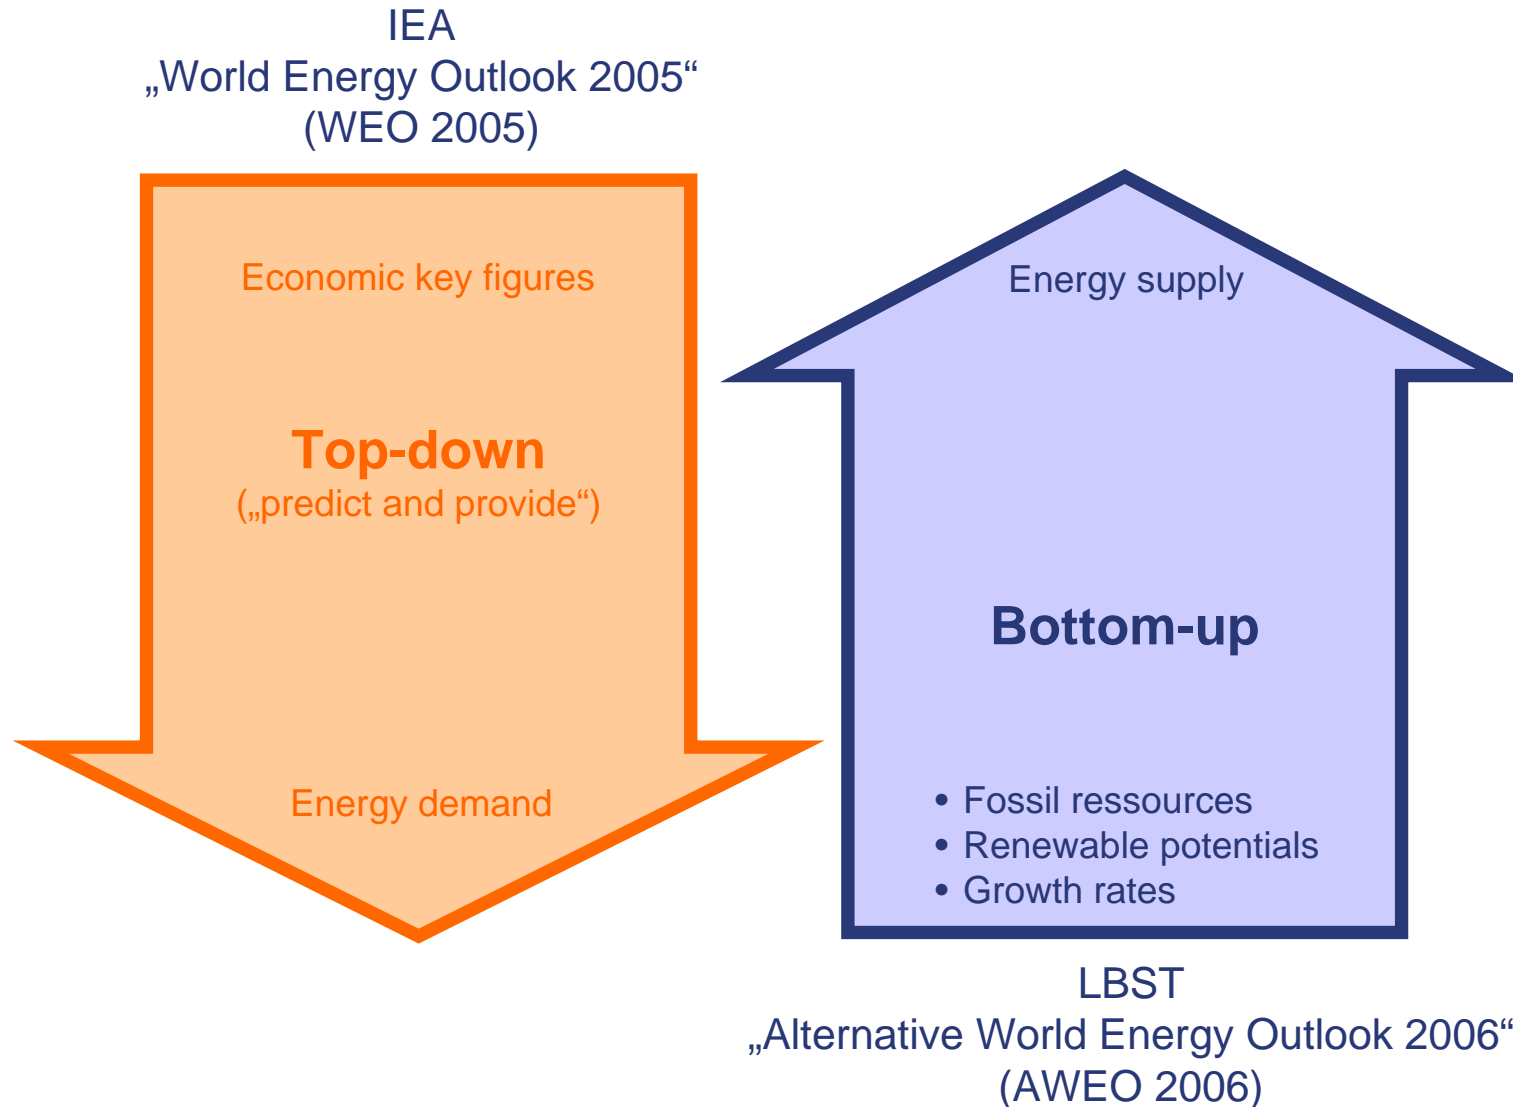 IEA
„World Energy Outlook 2005“
(WEO 2005)
Economic key figures
Top-down
(„predict and provide“)
Energy demand
Energy supply
Bottom-up
• Fossil ressources
• Renewable potentials
• Growth rates
LBST
„Alternative World Energy Outlook 2006“
(AWEO 2006)